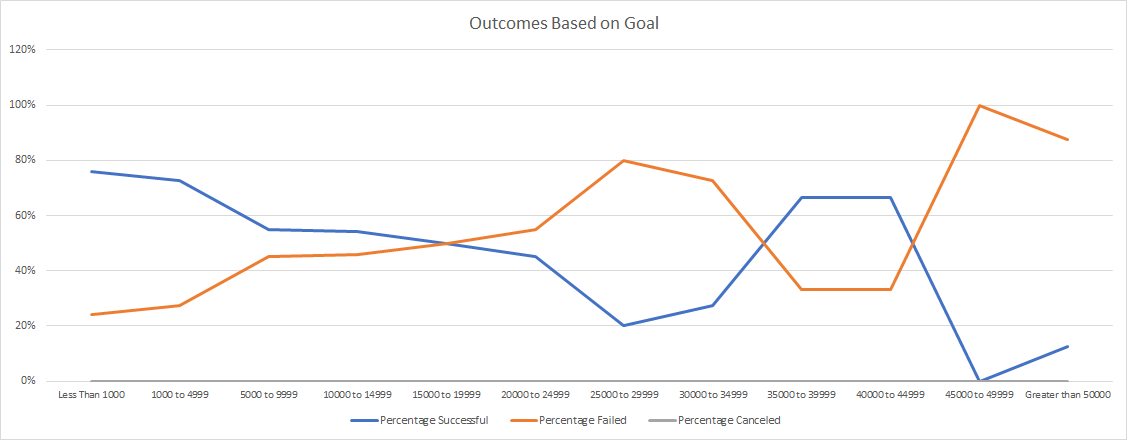 Outcomes Based on Goal
120%
100%
80%
60%
40%
20%
0%
Less Than 1000 1000 to 4999 5000 to 9999 10000 to 14999 15000 to 19999 20000 to 24999 25000 to 29999 30000 to 34999 35000 to 39999 40000 to 44999 45000 to 49999 Greater than 50000
Percentage Successful Percentage Failed Percentage Canceled